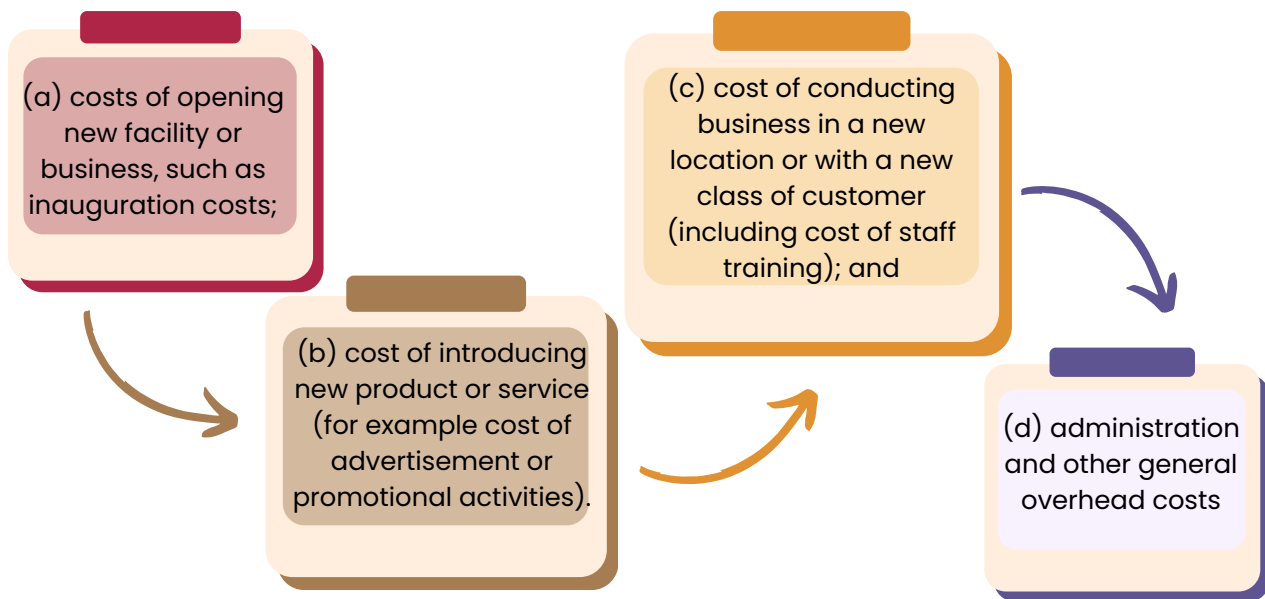 (a) costs of opening
new facility or
business, such as
inauguration costs;
(b) cost of introducing
new product or service
(for example cost of
advertisement or
promotional activities).
(c) cost of conducting
business in a new
location or with a new
class of customer
(including cost of staff
training); and
(d) administration
and other general
overhead costs